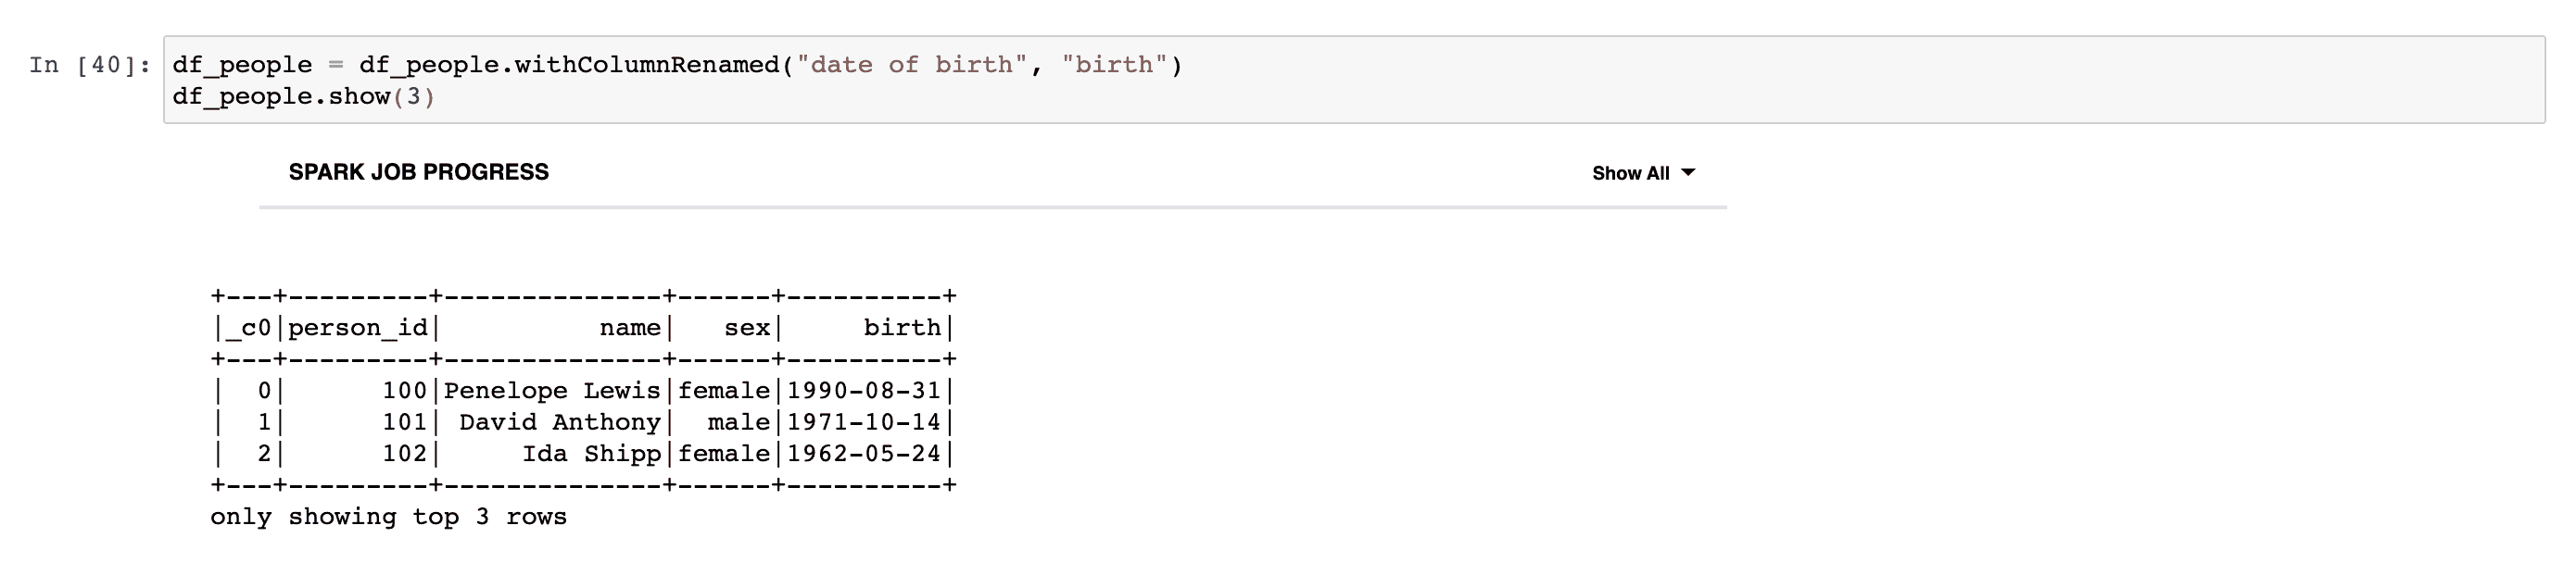 In [40]: df_people = df_people.withColumnRenamed("date of birth", "birth")
df_people.show(3)
SPARK JOB PROGRESS Show All
+---+---------+--------------+------+----------+
|_c0|person_id|          name|   sex|     birth|
+---+---------+--------------+------+----------+
|  0|      100|Penelope Lewis|female|1990-08-31|
|  1|      101| David Anthony|  male|1971-10-14|
|  2|      102|     Ida Shipp|female|1962-05-24|
+---+---------+--------------+------+----------+
only showing top 3 rows